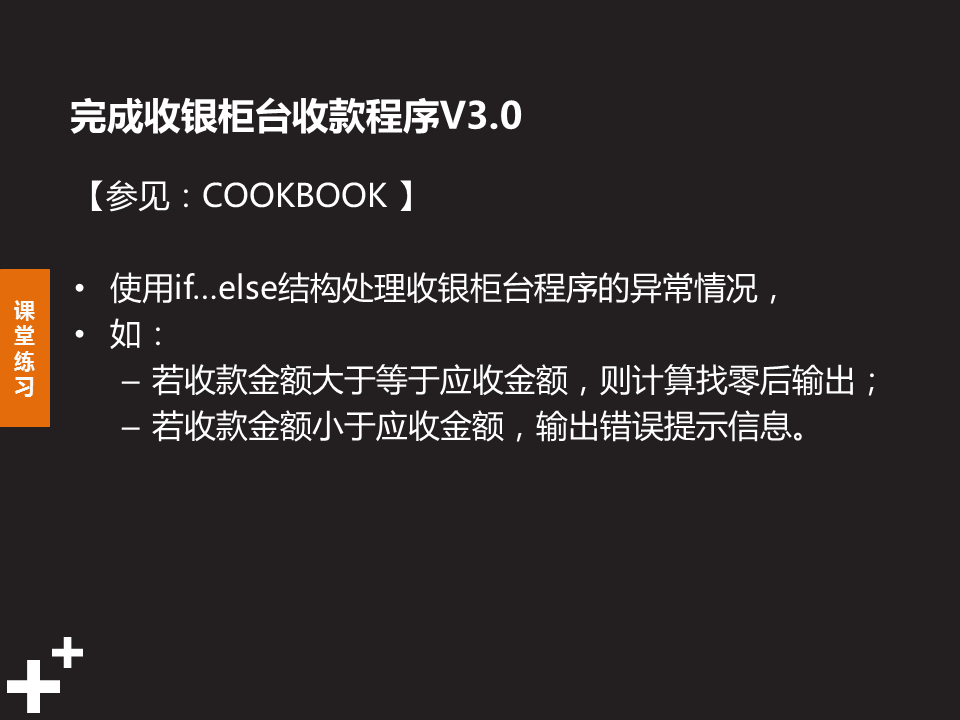 完成收银柜台收款程序V3.0
【参见：COOKBOOK 】
• 使用if...else结构处理收银柜台程序的异常情况，
• 如：
– 若收款金额大于等于应收金额，则计算找零后输出；
– 若收款金额小于应收金额，输出错误提示信息。
课
堂
练
习